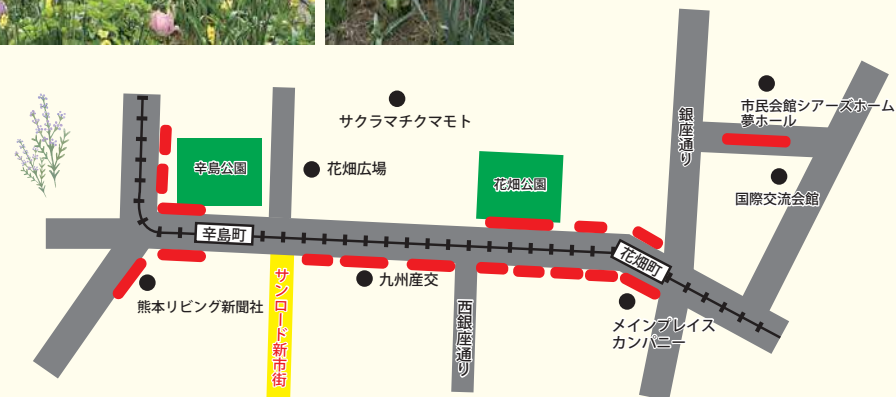 サクラマチクマモト
銀座通り
市民会館シアーズホーム
夢ホール
辛島公園
花畑広場
花畑公園
国際交流会館
辛島町
花畑町
熊本リビング新聞社
サンロード新市街
九州産交
西銀座通り
メインプレイス
カンパニー